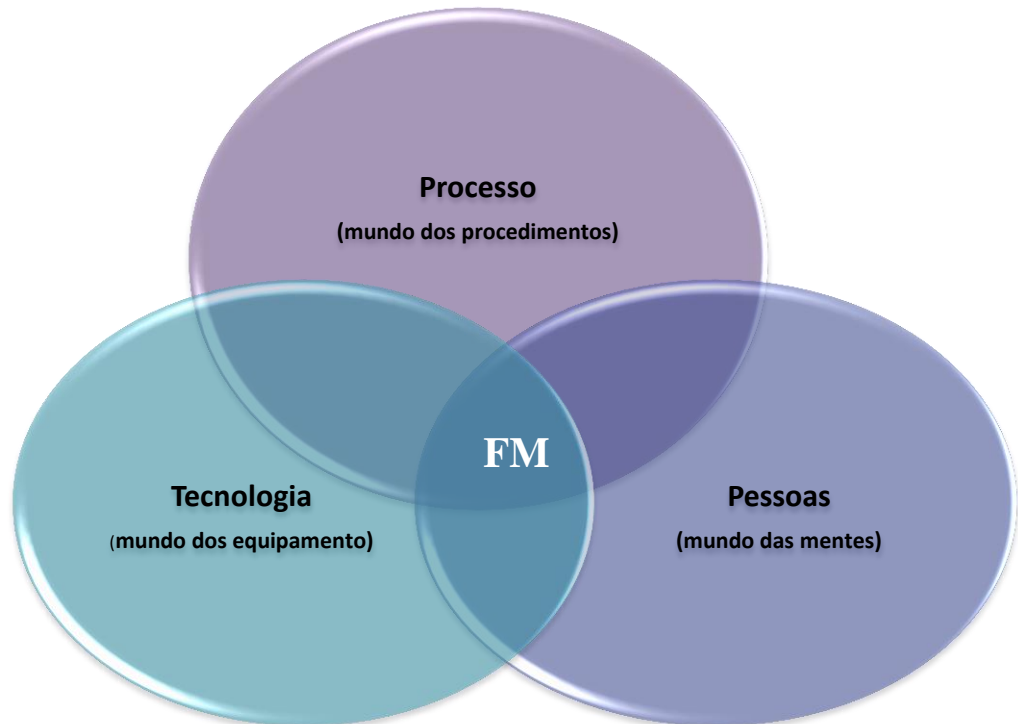 Processo
(mundo dos procedimentos)
FM
Tecnologia
(mundo dos equipamento)
Pessoas
(mundo das mentes)